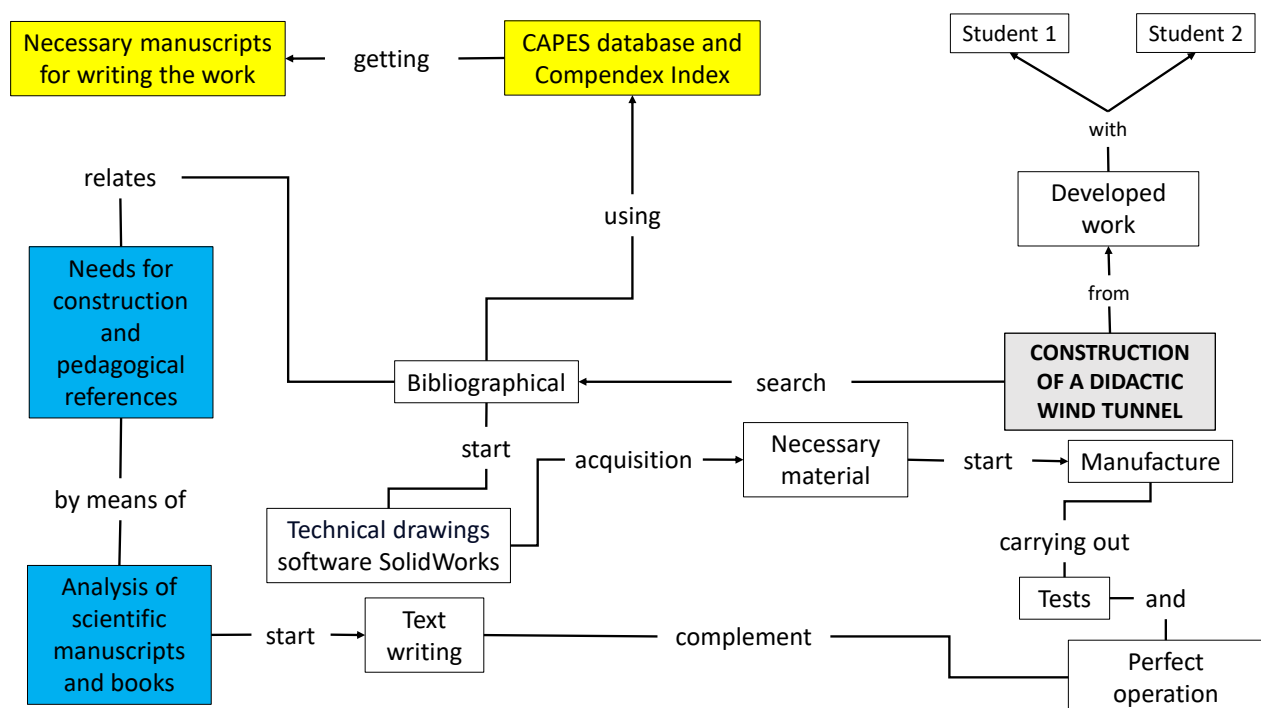 Necessary manuscripts
for writing the work
getting
CAPES database and
Compendex Index
Student 1
Student 2
with
Developed
work
from
CONSTRUCTION
OF A DIDACTIC
WIND TUNNEL
search
Bibliographical
using
relates
Needs for
construction
and
pedagogical
references
by means of
Analysis of
scientific
manuscripts
and books
start
Text
writing
complement
start
Technical drawings
software SolidWorks
acquisition
Necessary
material
start
Manufacture
carrying out
Tests
and
Perfect
operation